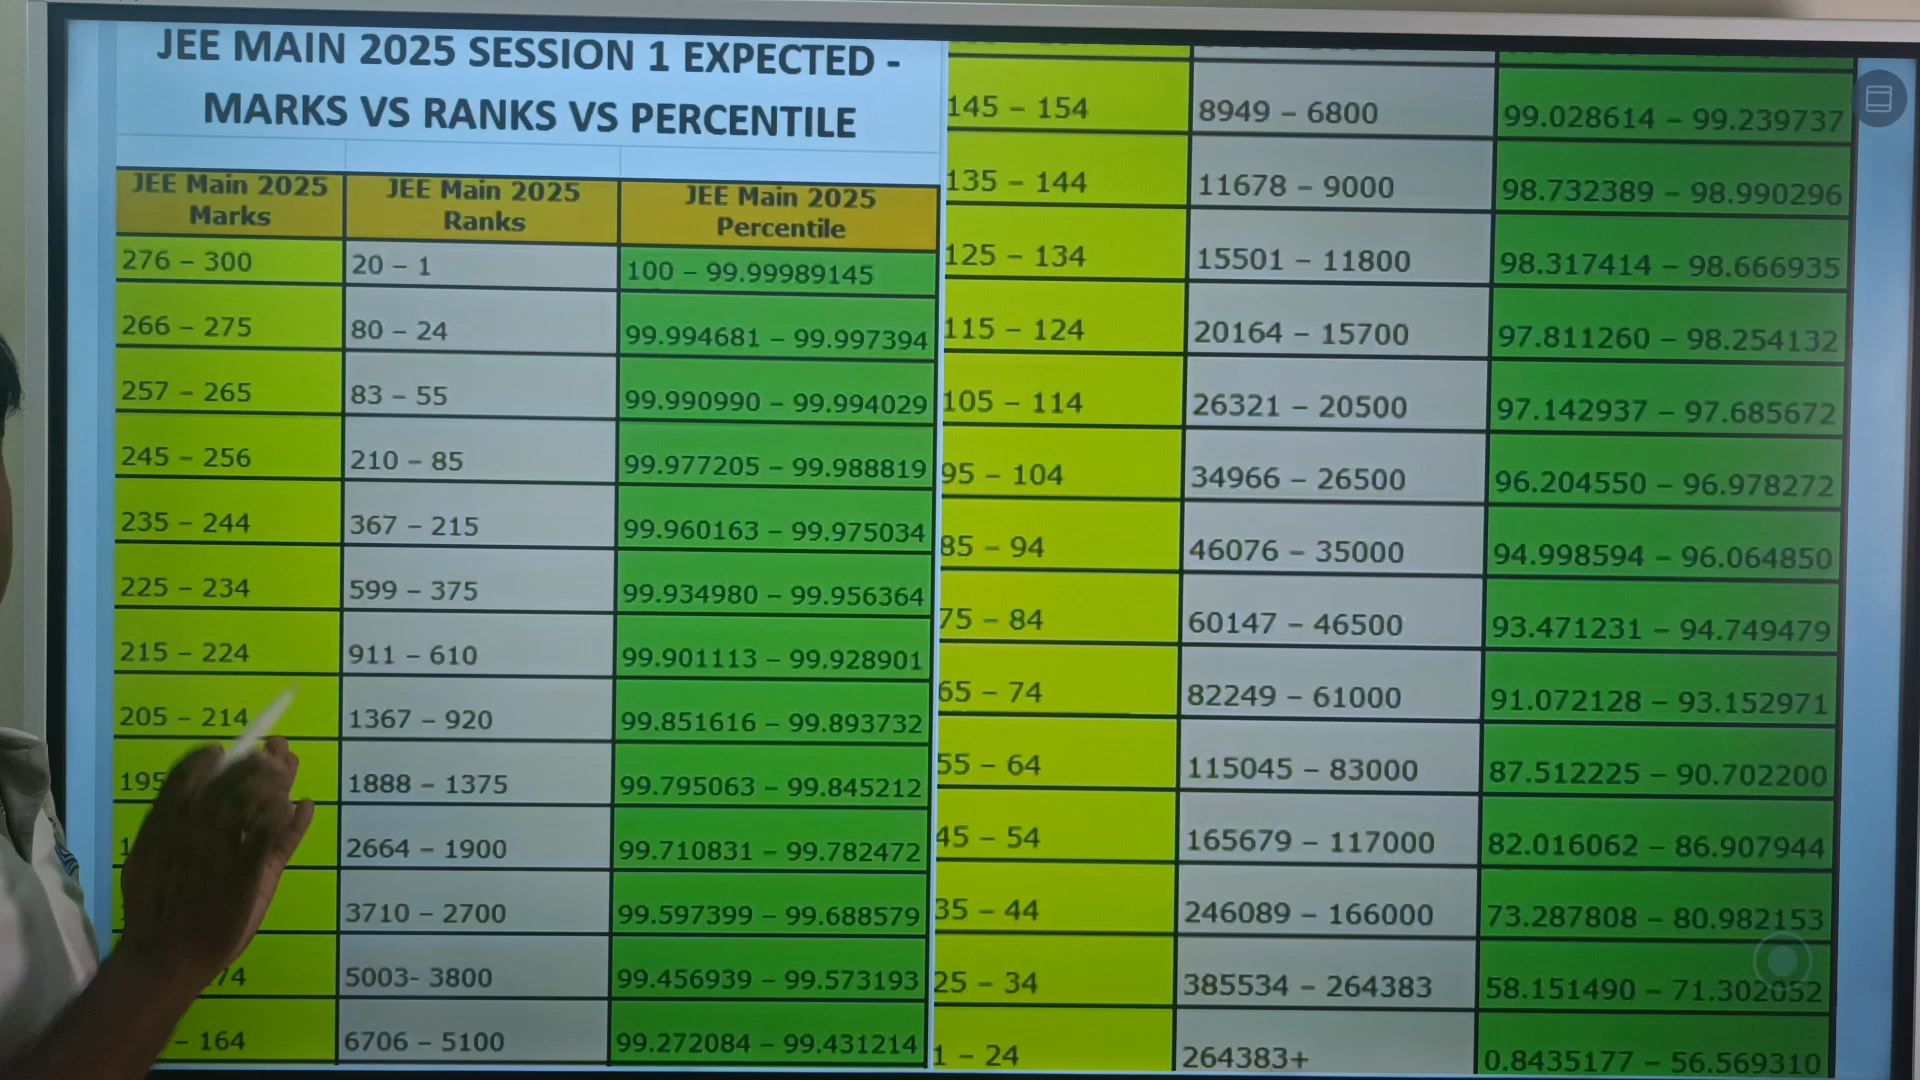 JEE MAIN 2025 SESSION 1 EXPECTED -
MARKS VS RANKS VS PERCENTILE
JEE Main 2025 Marks JEE Main 2025 Ranks JEE Main 2025 Percentile
276 – 300 20 – 1 100 – 99.99989145
266 – 275 80 – 24 99.994681 – 99.997394
257 – 265 83 – 55 99.990990 – 99.994029
245 – 256 210 – 85 99.977205 – 99.988819
235 – 244 367 – 215 99.960163 – 99.975034
225 – 234 599 – 375 99.934980 – 99.956364
215 – 224 911 – 610 99.901113 – 99.928901
205 – 214 1367 – 920 99.851616 – 99.893732
195 1888 – 1375 99.795063 – 99.845212
2664 – 1900 99.710831 – 99.782472
3710 – 2700 99.597399 – 99.688579
5003- 3800 99.456939 – 99.573193
– 164 6706 – 5100 99.272084 – 99.431214
145 – 154 8949 – 6800 99.028614 – 99.239737
135 – 144 11678 – 9000 98.732389 – 98.990296
125 – 134 15501 – 11800 98.317414 – 98.666935
115 – 124 20164 – 15700 97.811260 – 98.254132
105 – 114 26321 – 20500 97.142937 – 97.685672
95 – 104 34966 – 26500 96.204550 – 96.978272
85 – 94 46076 – 35000 94.998594 – 96.064850
75 – 84 60147 – 46500 93.471231 – 94.749479
65 – 74 82249 – 61000 91.072128 – 93.152971
55 – 64 115045 – 83000 87.512225 – 90.702200
45 – 54 165679 – 117000 82.016062 – 86.907944
35 – 44 246089 – 166000 73.287808 – 80.982153
25 – 34 385534 – 264383 58.151490 – 71.302052
1 – 24 264383+ 0.8435177 – 56.569310